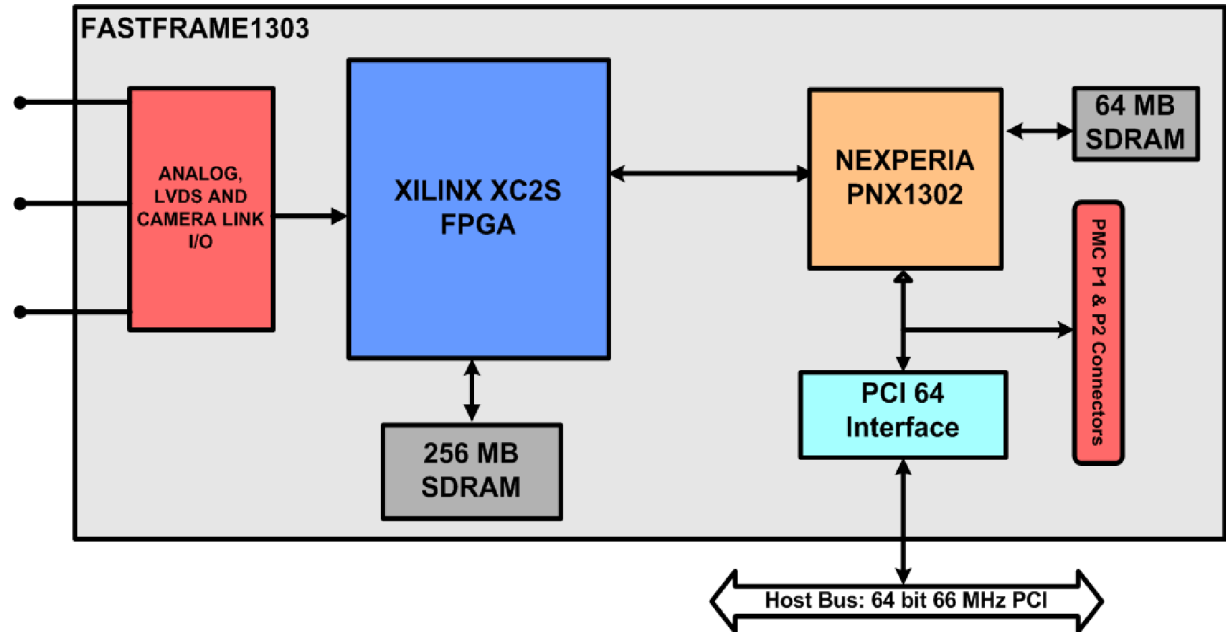 FASTFRAME1303
ANALOG,
LVDS AND
CAMERA LINK
I/O
XILINX XC2S
FPGA
256 MB
SDRAM
NEXPERIA
PNX1302
64 MB
SDRAM
PMC P1 & P2 Connectors
PCI 64
Interface
Host Bus: 64 bit 66 MHz PCI